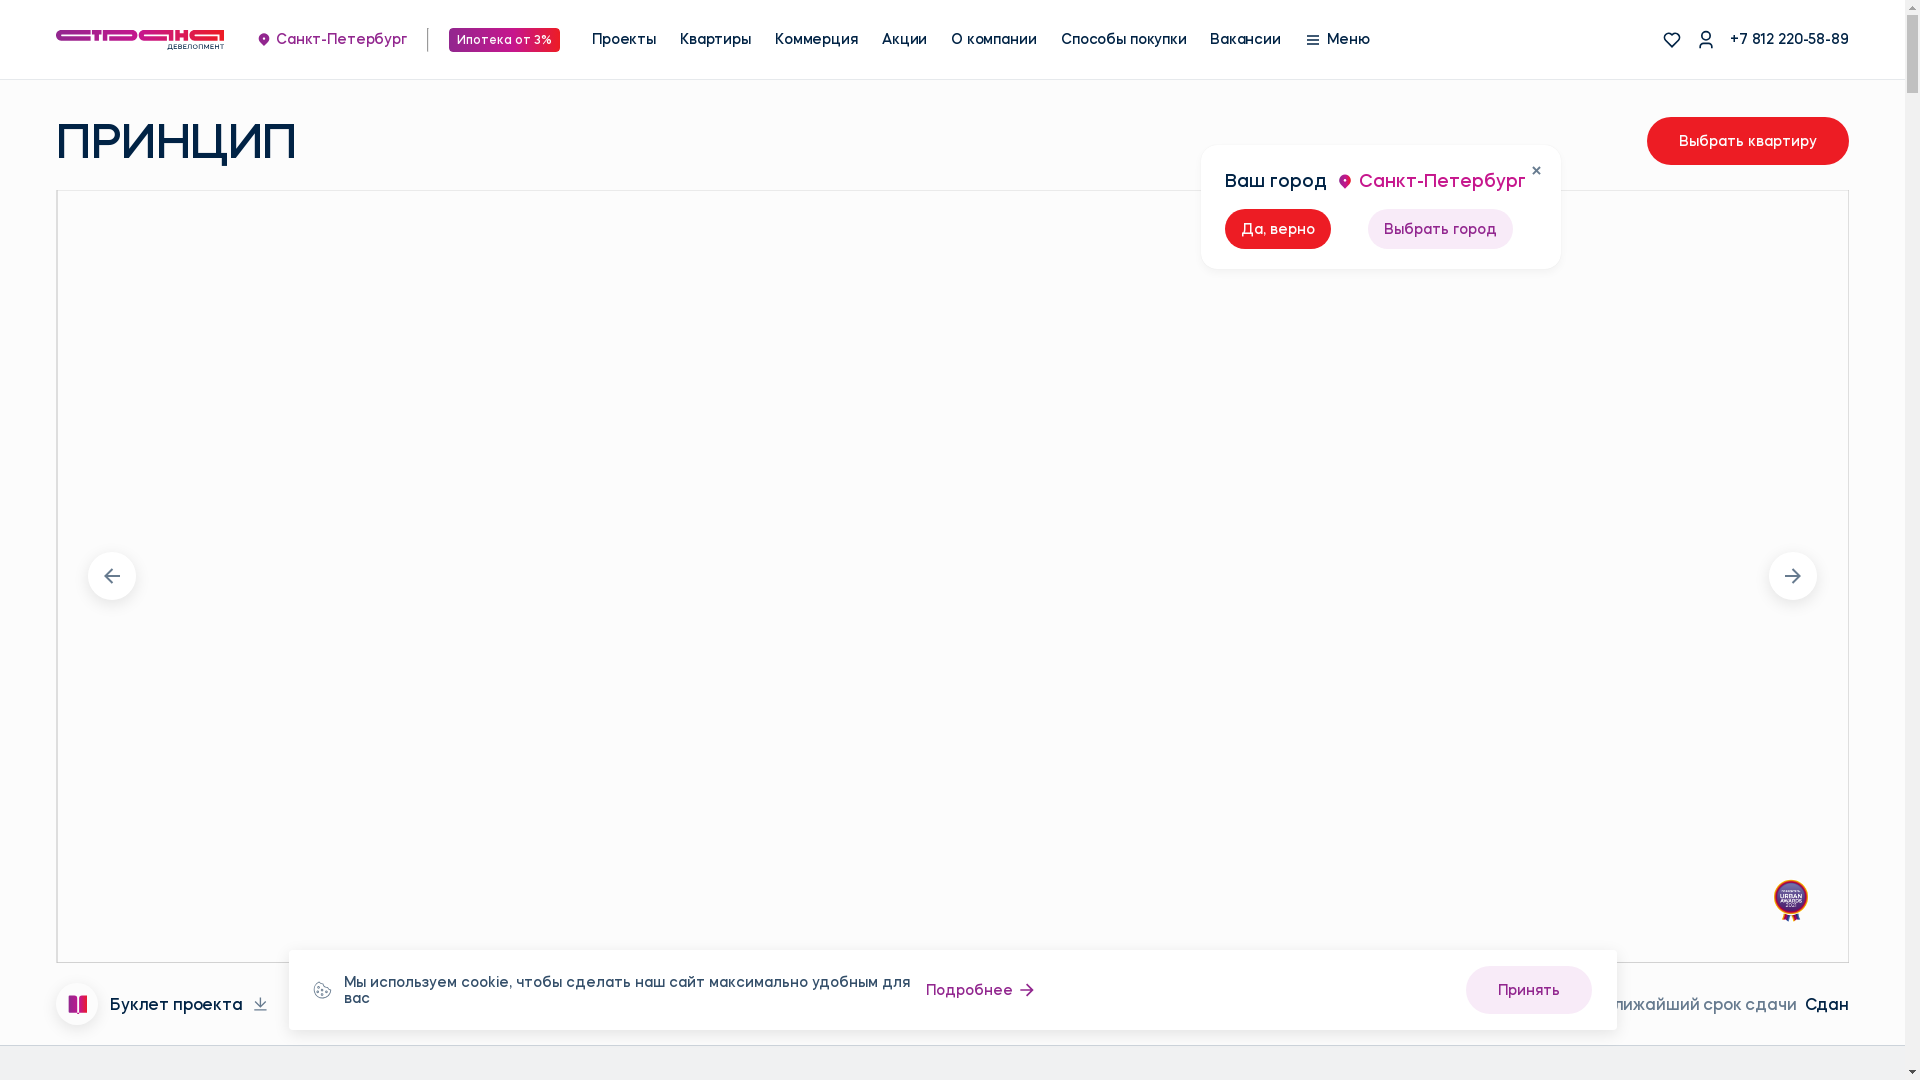 страна
ДЕВЕЛОПМЕНТ
Санкт-Петербург
Ипотека от 3%
Проекты
Квартиры
Коммерция
Акции
О компании
Способы покупки
Вакансии
Меню
+7 812 220-58-89
ПРИНЦИП
Выбрать квартиру
Ваш город
Санкт-Петербург
Да, верно
Выбрать город
URBAN
AWARDS
2021
Мы используем cookie, чтобы сделать наш сайт максимально удобным для
вас
Подробнее
Принять
Буклет проекта
лижайший срок сдачи
Сдан